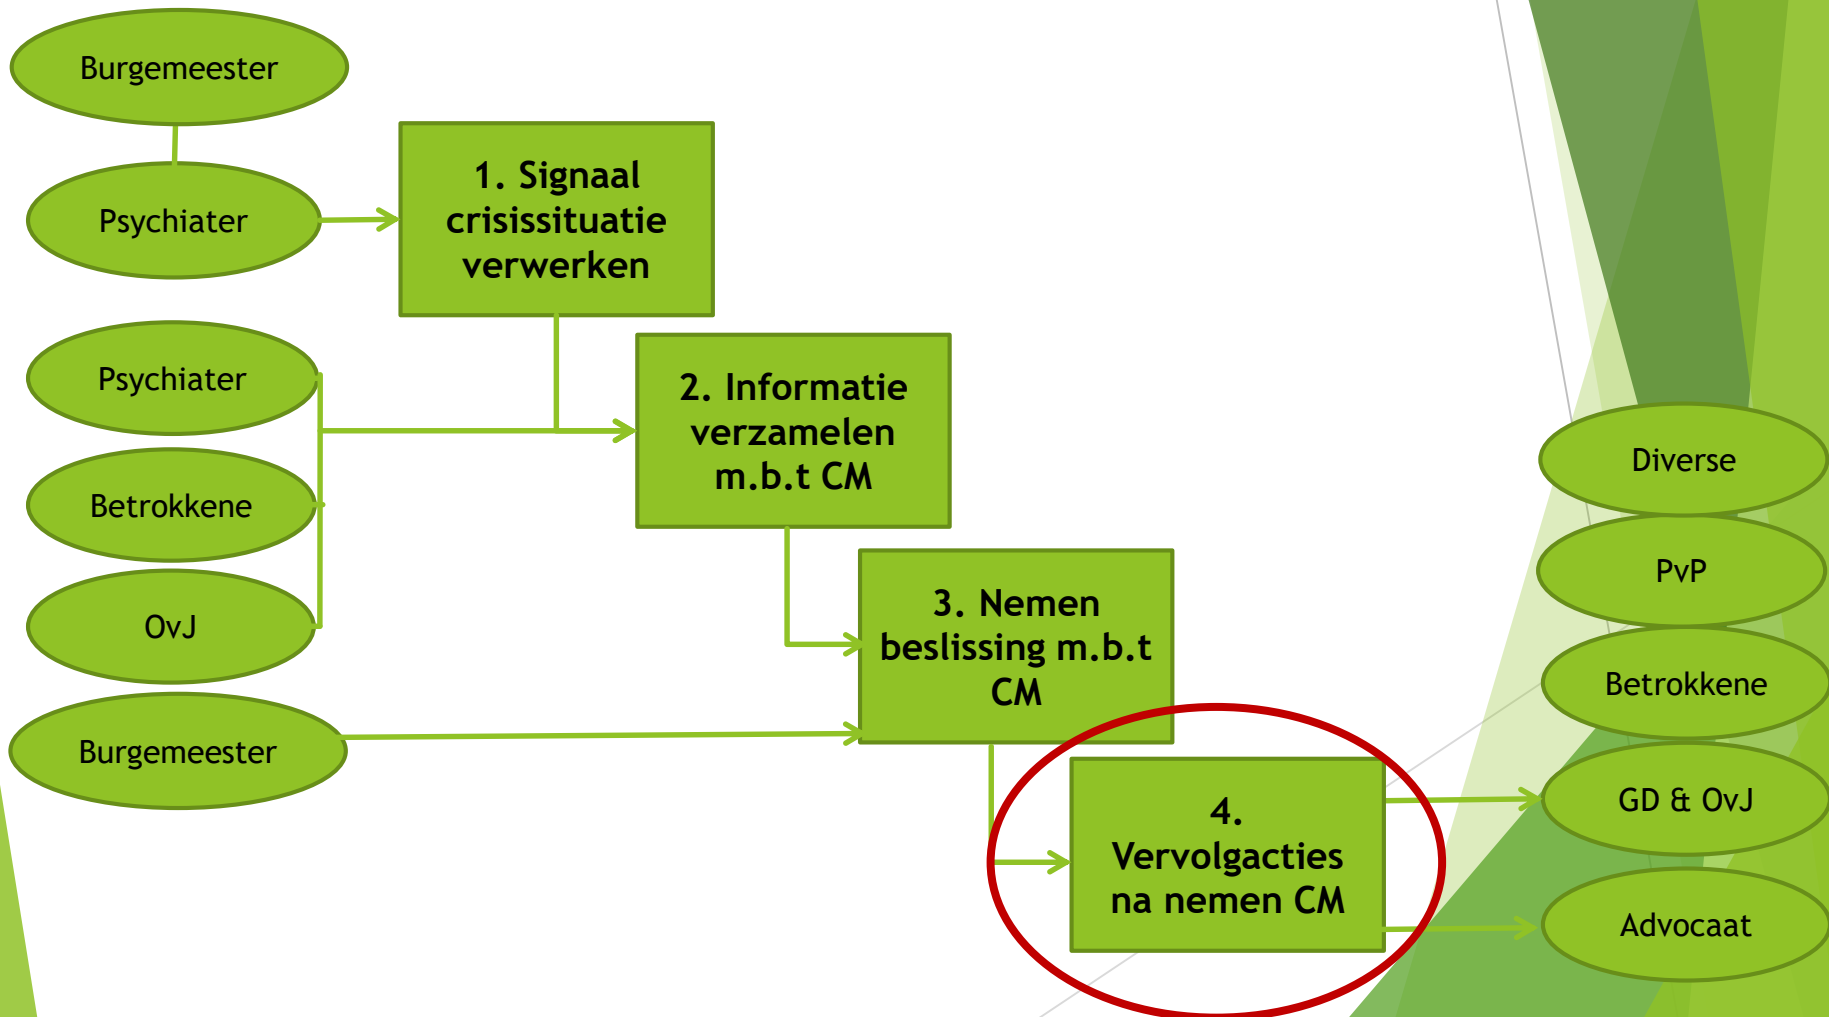 Burgemeester
Psychiater
1. Signaal
crisissituatie
verwerken
Psychiater
Betrokkene
OvJ
Burgemeester
2. Informatie
verzamelen
m.b.t CM
3. Nemen
beslissing m.b.t
CM
4.
Vervolgacties
na nemen CM
Diverse
PvP
Betrokkene
GD & OvJ
Advocaat